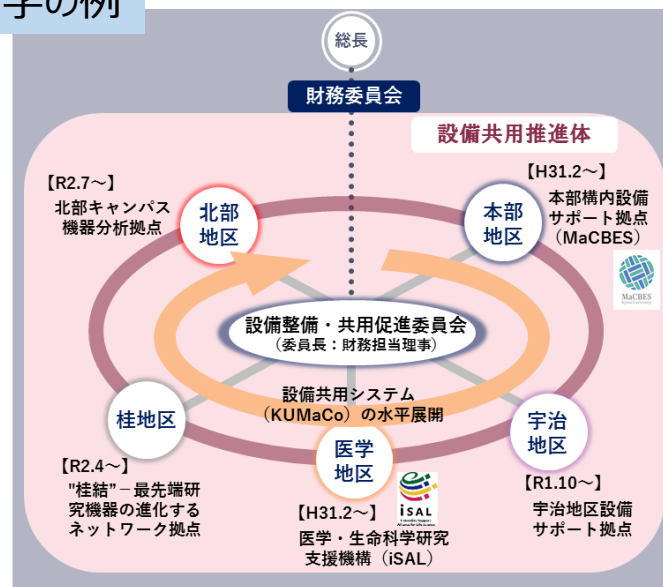 学の例
総長
財務委員会
設備共用推進体
【R2.7～】
北部キャンパス
機器分析拠点
北部
地区
本部
地区
【H31.2～】
本部構内設備
サポート拠点
（MaCBES）
MaCBES
設備整備・共用促進委員会
（委員長：財務担当理事）
設備共用システム
（KUMaCo）の水平展開
桂地区
【R2.4～】
"桂結"－最先端研
究機器の進化する
ネットワーク拠点
医学
地区
【H31.2～】
iSAL
医学・生命科学研究
支援機構（iSAL）
宇治
地区
【R1.10～】
宇治地区設備
サポート拠点